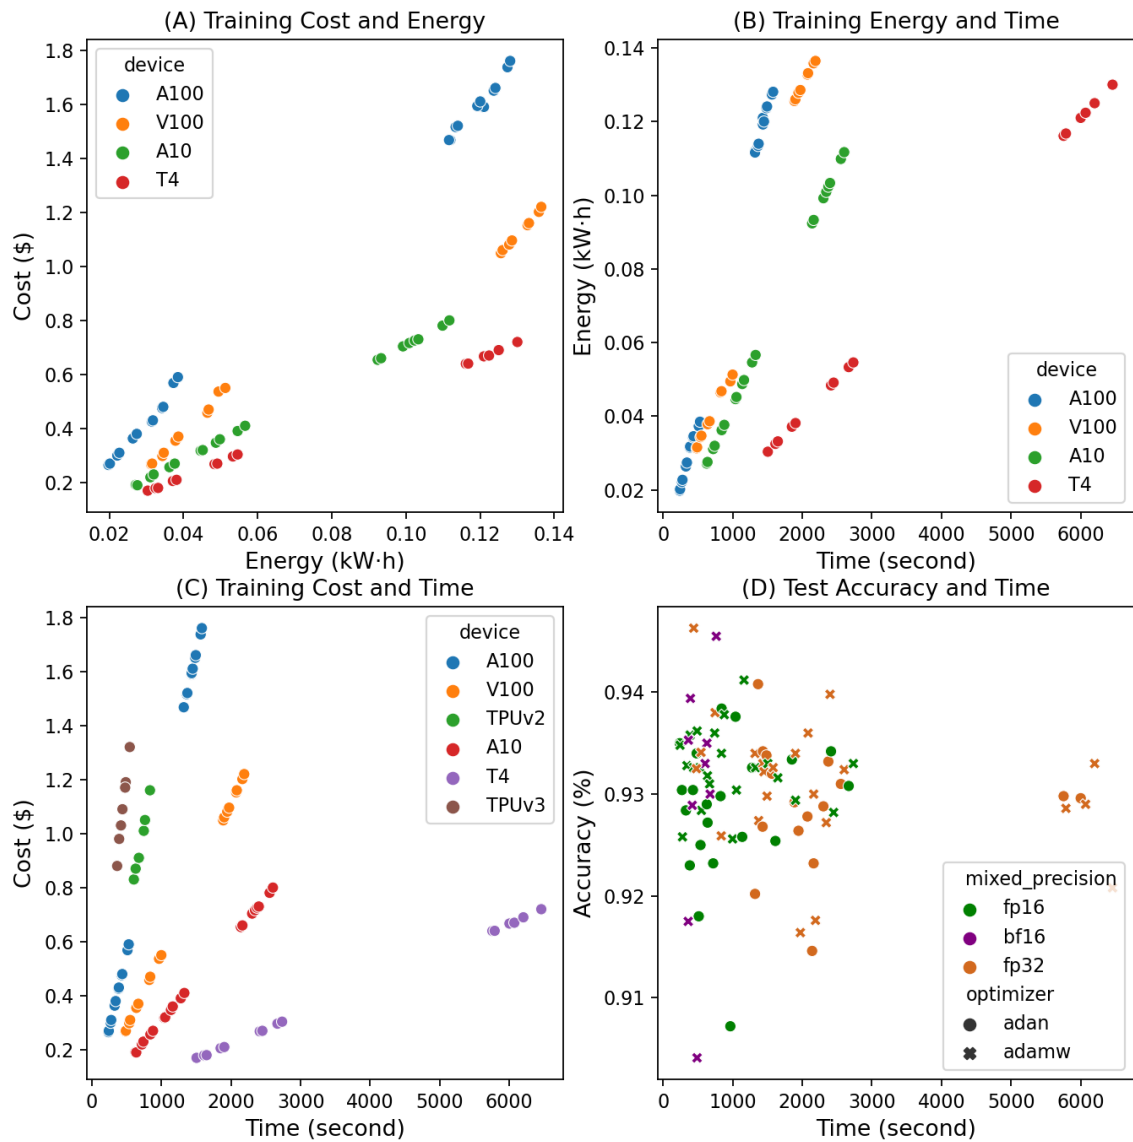 (A) Training Cost and Energy
Cost ($)
1.8
1.6
1.4
1.2
1.0
0.8
0.6
0.4
0.2
device
A100
V100
A10
T4
0.02 0.04 0.06 0.08 0.10 0.12 0.14
Energy (kW·h)
(B) Training Energy and Time
Energy (kW·h)
0.14
0.12
0.10
0.08
0.06
0.04
0.02
device
A100
V100
A10
T4
0 1000 2000 3000 4000 5000 6000
Time (second)
(C) Training Cost and Time
Cost ($)
1.8
1.6
1.4
1.2
1.0
0.8
0.6
0.4
0.2
device
A100
V100
TPUv2
A10
T4
TPUv3
0 1000 2000 3000 4000 5000 6000
Time (second)
(D) Test Accuracy and Time
Accuracy (%)
0.94
0.93
0.92
0.91
mixed_precision
fp16
bf16
fp32
optimizer
adan
adamw
0 1000 2000 3000 4000 5000 6000
Time (second)